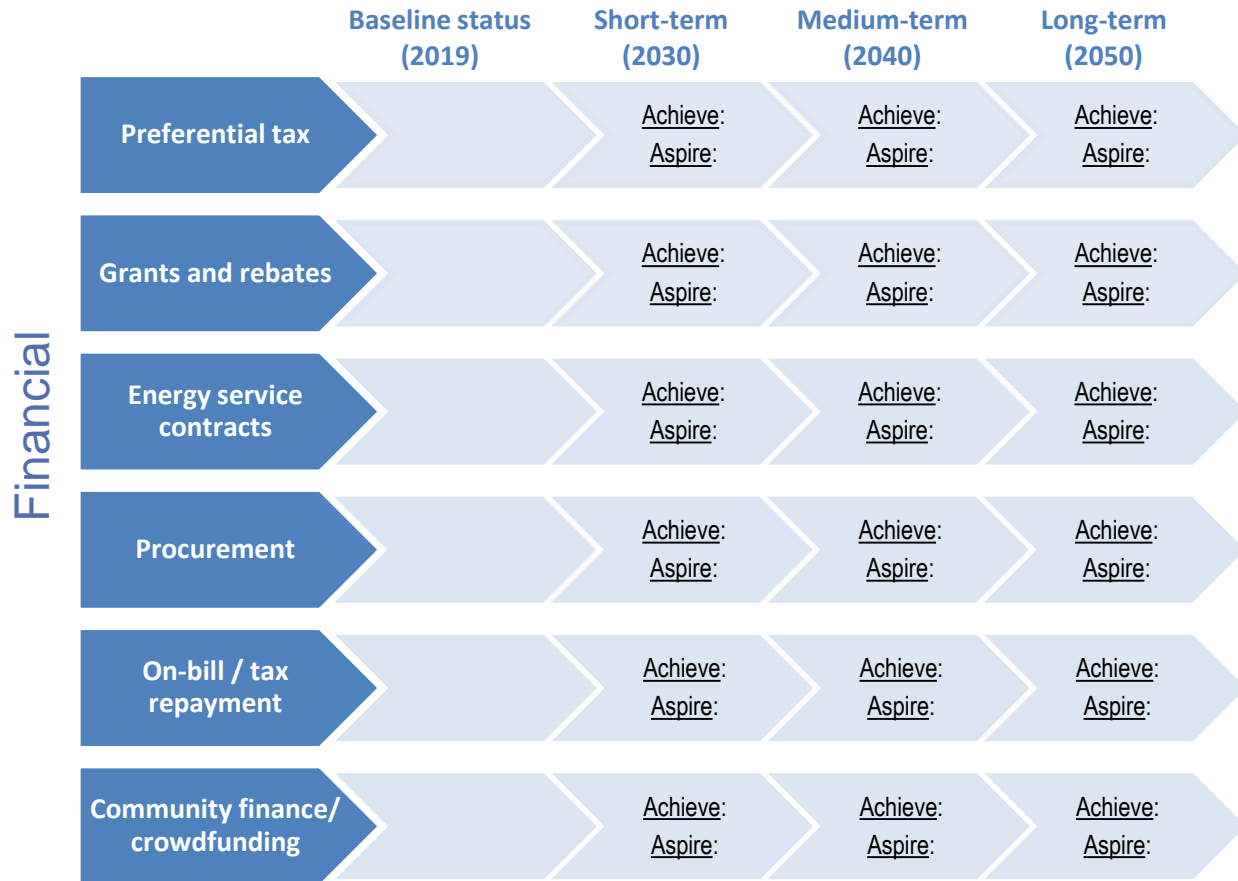 Baseline status Short-term Medium-term Long-term
(2019) (2030) (2040) (2050)
Financial
Preferential tax
Achieve: Achieve: Achieve:
Aspire: Aspire: Aspire:
Grants and rebates
Achieve: Achieve: Achieve:
Aspire: Aspire: Aspire:
Energy service
contracts
Achieve: Achieve: Achieve:
Aspire: Aspire: Aspire:
Procurement
Achieve: Achieve: Achieve:
Aspire: Aspire: Aspire:
On-bill / tax
repayment
Achieve: Achieve: Achieve:
Aspire: Aspire: Aspire:
Community finance/
crowdfunding
Achieve: Achieve: Achieve:
Aspire: Aspire: Aspire: